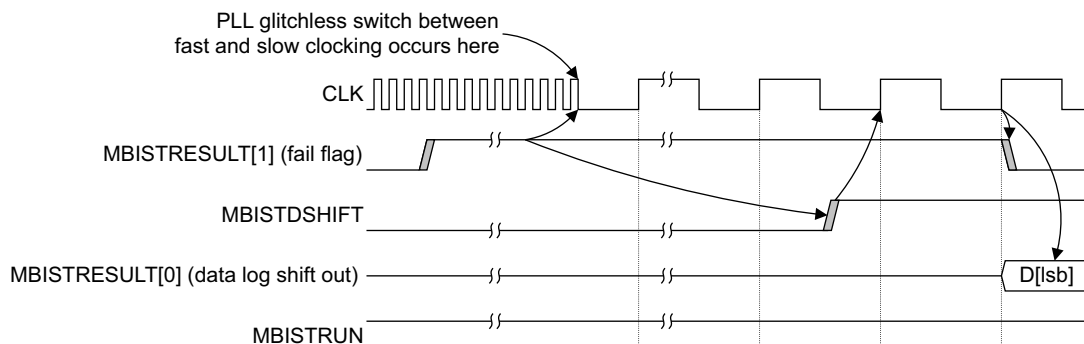 PLL glitchless switch between
fast and slow clocking occurs here
CLK
MBISTRESULT[1] (fail flag)
MBISTDSHIFT
MBISTRESULT[0] (data log shift out)
D[lsb]
MBISTRUN